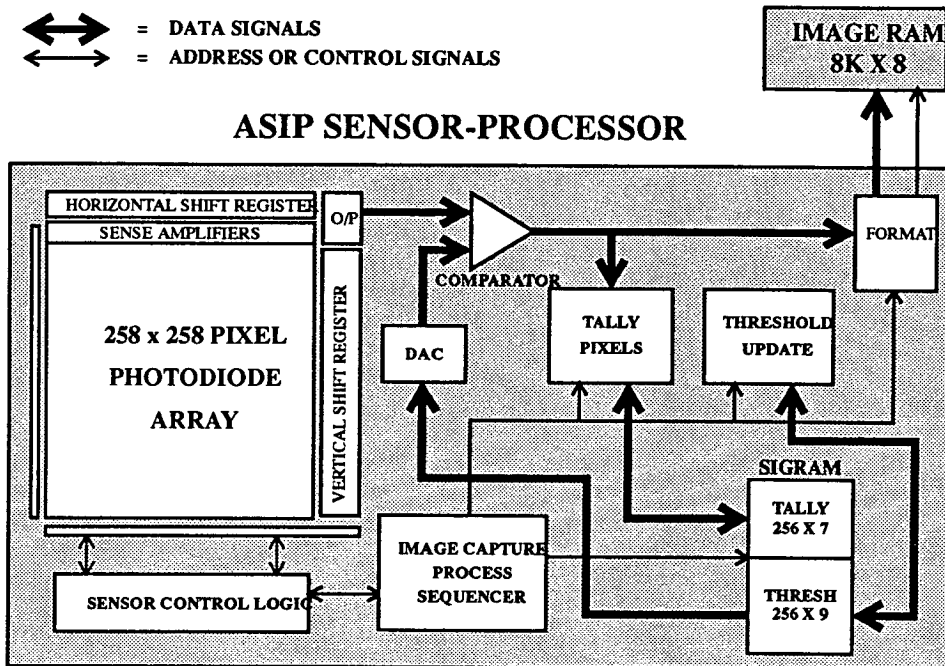 = DATA SIGNALS
= ADDRESS OR CONTROL SIGNALS
IMAGE RAM
8K X 8
ASIP SENSOR-PROCESSOR
HORIZONTAL SHIFT REGISTER
O/P
SENSE AMPLIFIERS
COMPARATOR
FORMAT
258 x 258 PIXEL
PHOTODIODE
ARRAY
VERTICAL SHIFT REGISTER
DAC
TALLY
PIXELS
THRESHOLD
UPDATE
SIGRAM
TALLY
256 X 7
THRESH
256 X 9
IMAGE CAPTURE
PROCESS
SEQUENCER
SENSOR CONTROL LOGIC